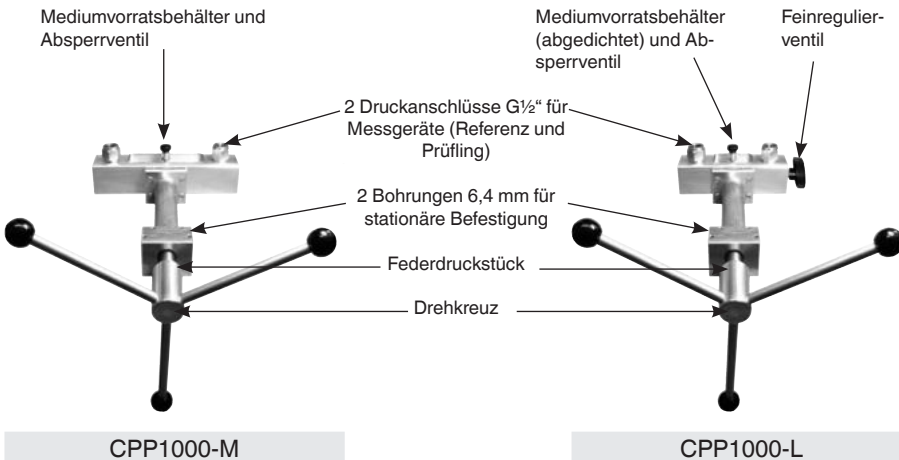 Mediumvorratsbehälter und
Absperrventil
Mediumvorratsbehälter
(abgedichtet) und Ab-
sperrventil
Feinregulier-
ventil
2 Druckanschlüsse G½“ für
Messgeräte (Referenz und
Prüfling)
2 Bohrungen 6,4 mm für
stationäre Befestigung
Federdruckstück
Drehkreuz
CPP1000-M
CPP1000-L